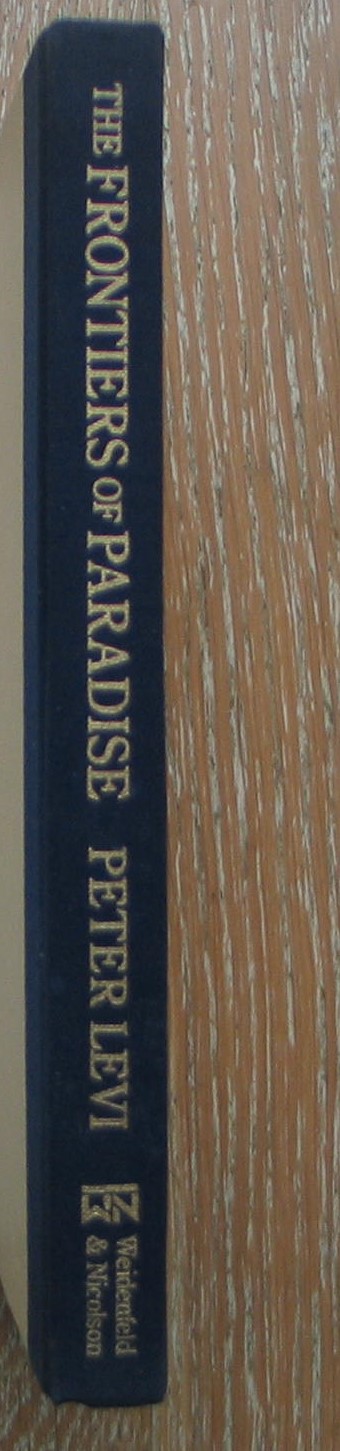 THE FRONTIERS OF PARADISE PETER LEVI
Weidenfeld
& Nicolson